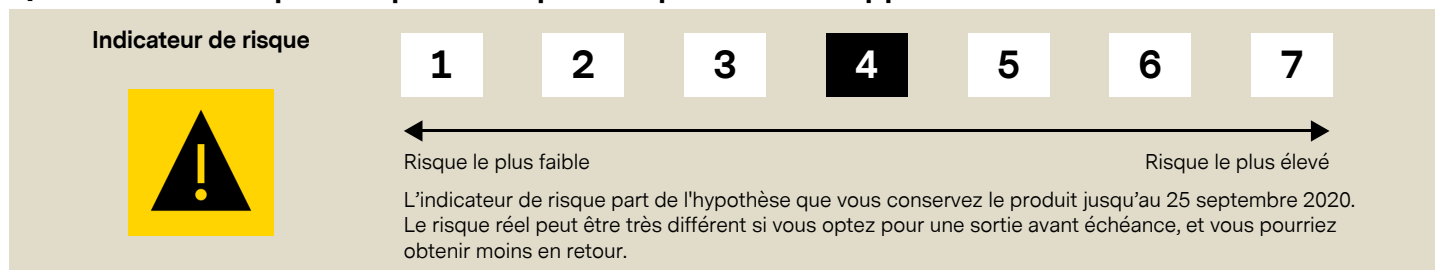 Indicateur de risque
1 2 3 4 5 6 7
Risque le plus faible Risque le plus élevé
L’indicateur de risque part de l'hypothèse que vous conservez le produit jusqu’au 25 septembre 2020.
Le risque réel peut être très différent si vous optez pour une sortie avant échéance, et vous pourriez
obtenir moins en retour.